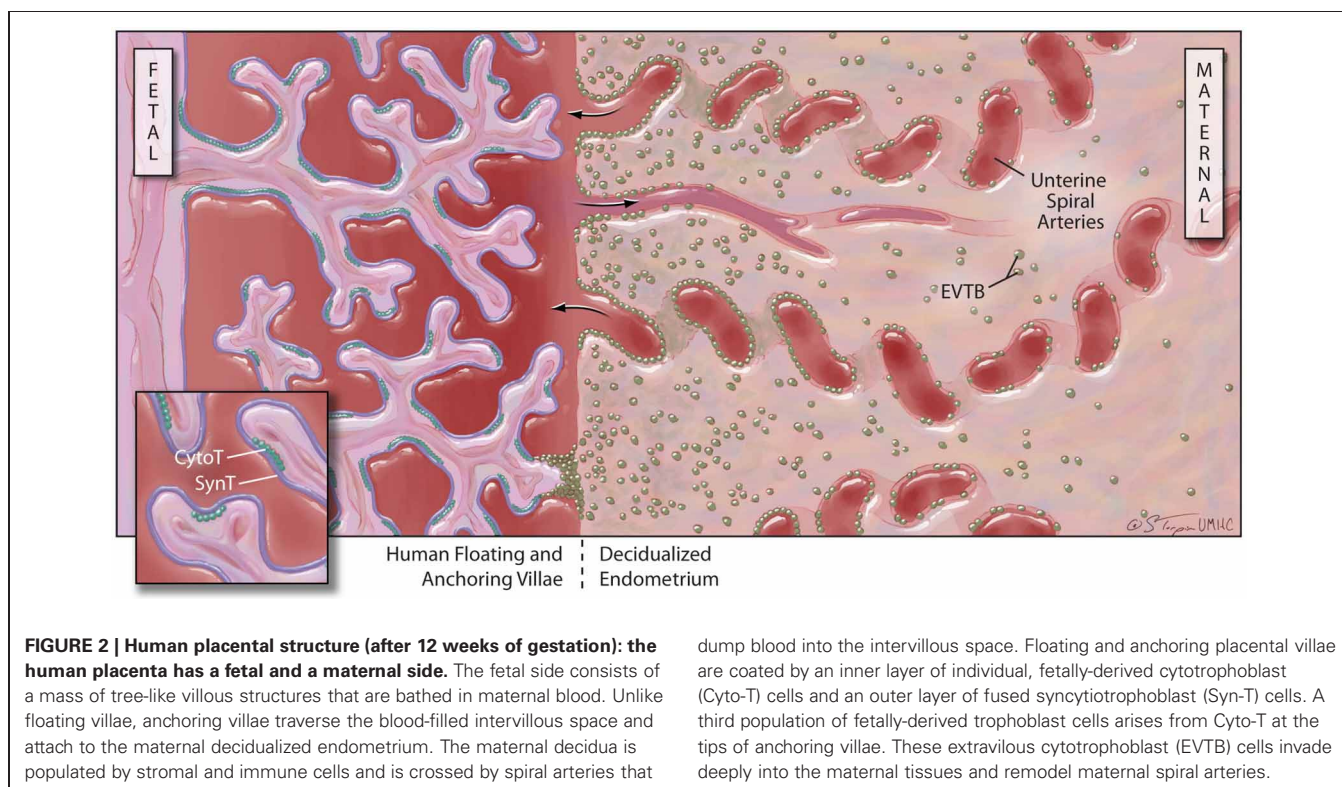 FETAL
MATERNAL
Unterine
Spiral
Arteries
EVTB
CytoT
SynT
UMHC
Human Floating and
Anchoring Villae
Decidualized
Endometrium
FIGURE 2 | Human placental structure (after 12 weeks of gestation): the
human placenta has a fetal and a maternal side. The fetal side consists of
a mass of tree-like villous structures that are bathed in maternal blood. Unlike
floating villae, anchoring villae traverse the blood-filled intervillous space and
attach to the maternal decidualized endometrium. The maternal decidua is
populated by stromal and immune cells and is crossed by spiral arteries that
dump blood into the intervillous space. Floating and anchoring placental villae
are coated by an inner layer of individual, fetally-derived cytotrophoblast
(Cyto-T) cells and an outer layer of fused syncytiotrophoblast (Syn-T) cells. A
third population of fetally-derived trophoblast cells arises from Cyto-T at the
tips of anchoring villae. These extravilous cytotrophoblast (EVTB) cells invade
deeply into the maternal tissues and remodel maternal spiral arteries.